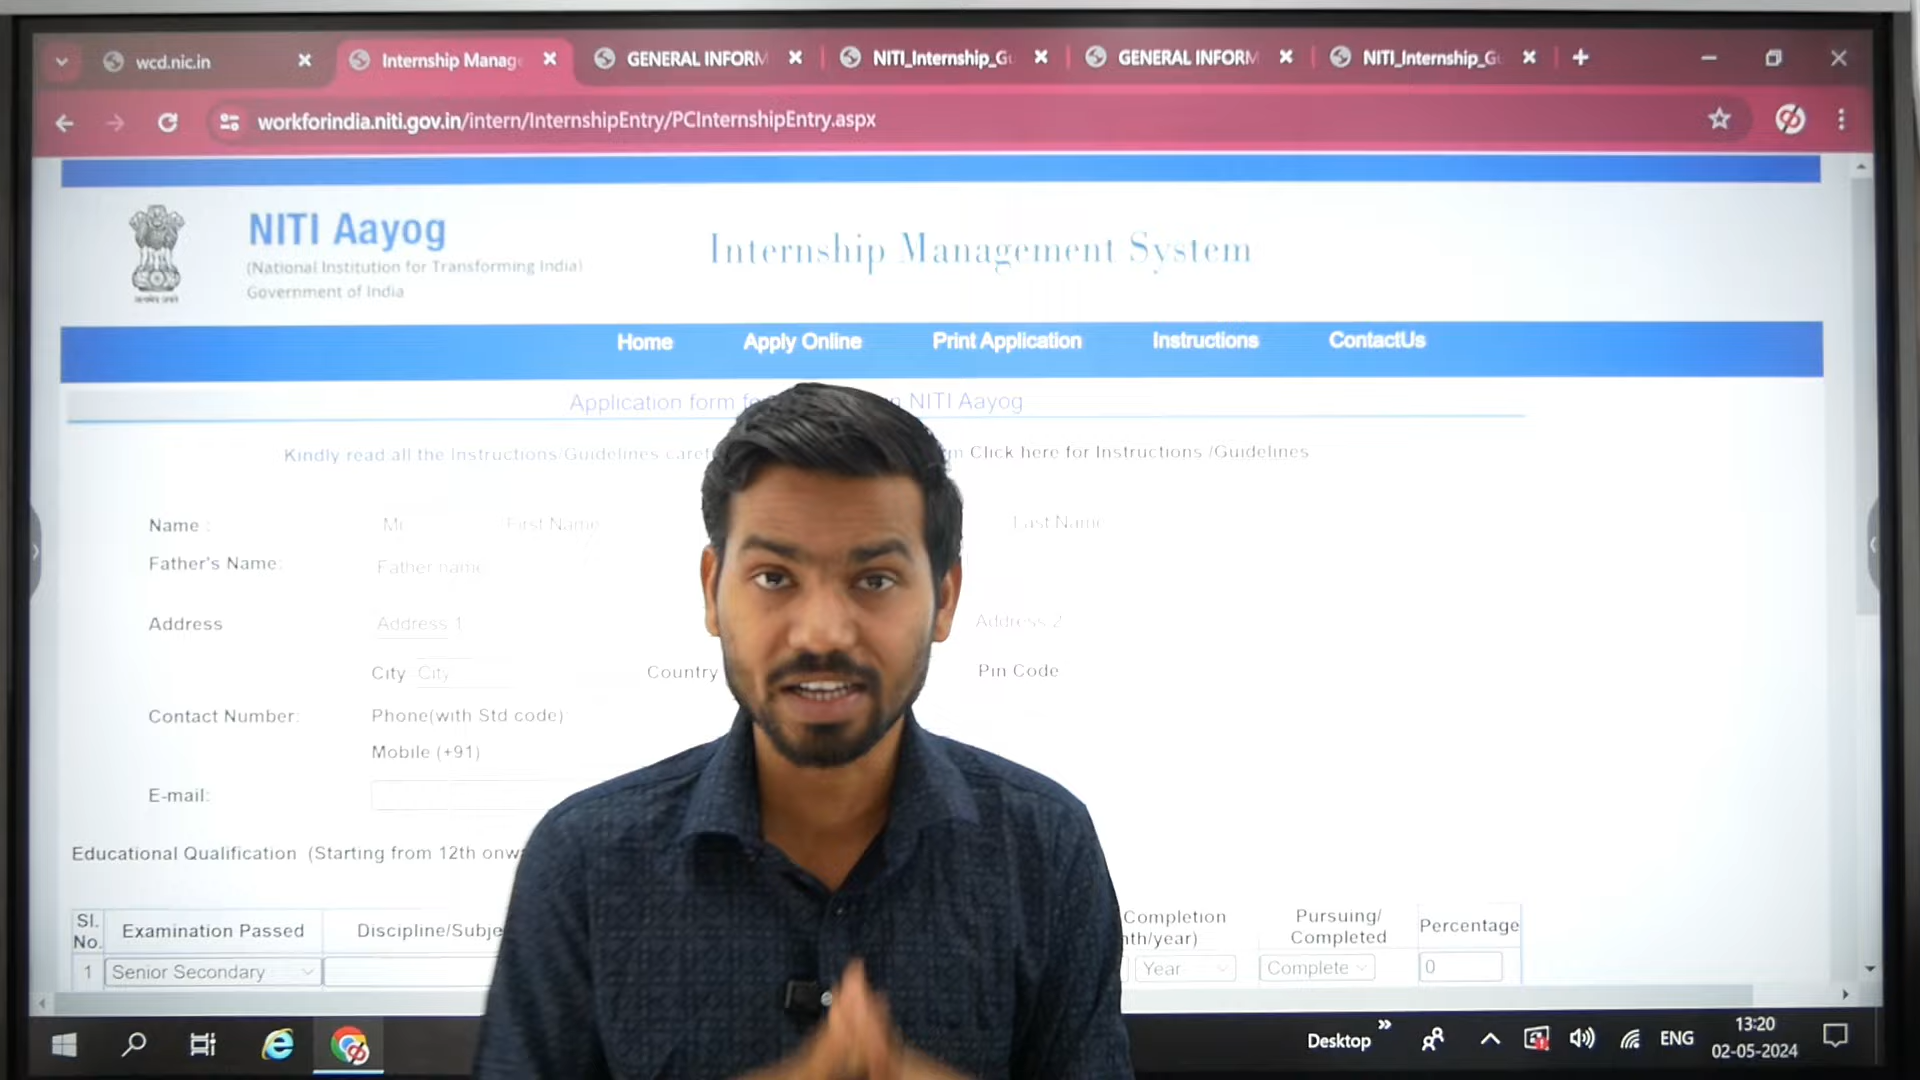 wcd.nic.in
Internship Manag
GENERAL INFORM
NITI_Internship_Gu
GENERAL INFORM
NITI_Internship_Gu
workforindia.niti.gov.in/intern/InternshipEntry/PCInternshipEntry.aspx
NITI Aayog
(National Institution for Transforming India)
Government of India
Internship Management System
Home Apply Online Print Application Instructions ContactUs
Application form NITI Aayog
Kindly read all the Instructions/Guidelines Click here for Instructions /Guidelines
Name : First Name Last Name
Father's Name: Father name
Address Address 1 Address 2
City City Country Pin Code
Contact Number: Phone(with Std code)
Mobile (+91)
E-mail:
Educational Qualification (Starting from 12th
Sl. No. Examination Passed Discipline/Subje Completion nth/year) Pursuing/ Completed Percentage
1 Senior Secondary Year Complete 0
Desktop ENG 13:20
02-05-2024